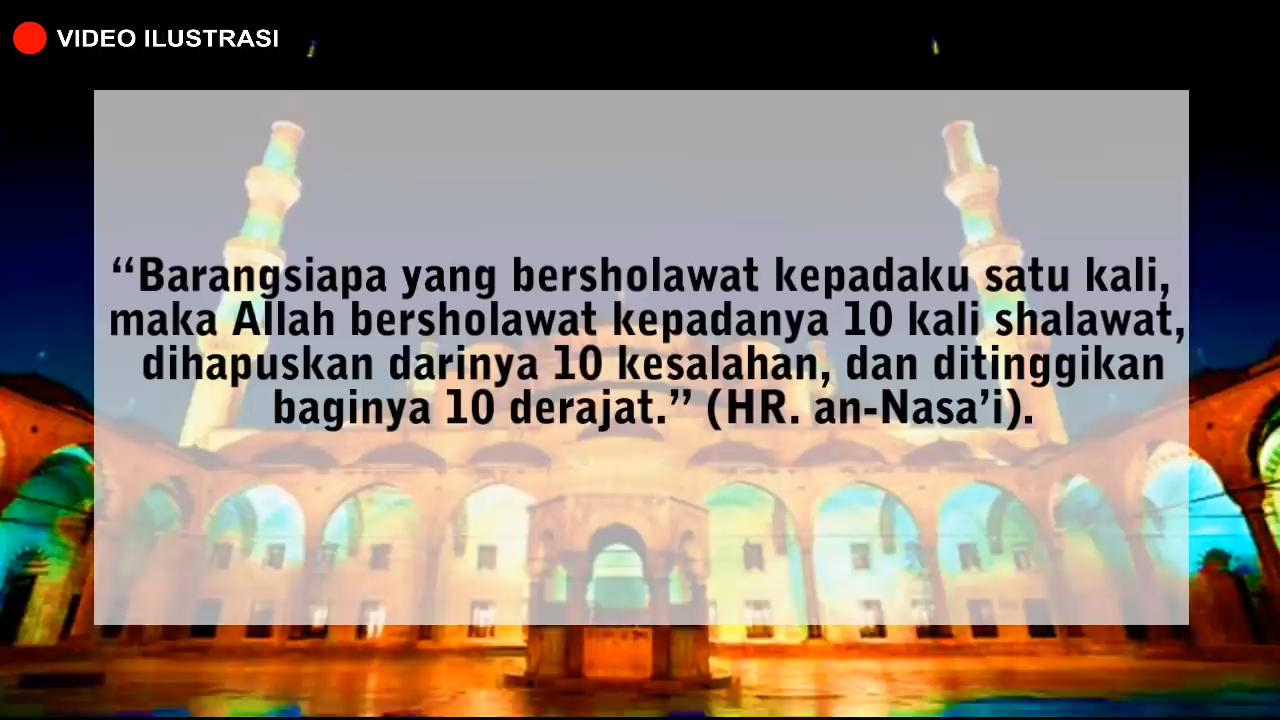 VIDEO ILUSTRASI
“Barangsiapa yang bersholawat kepadaku satu kali,
maka Allah bersholawat kepadanya 10 kali shalawat,
dihapuskan darinya 10 kesalahan, dan ditinggikan
baginya 10 derajat.” (HR. an-Nasa’i).